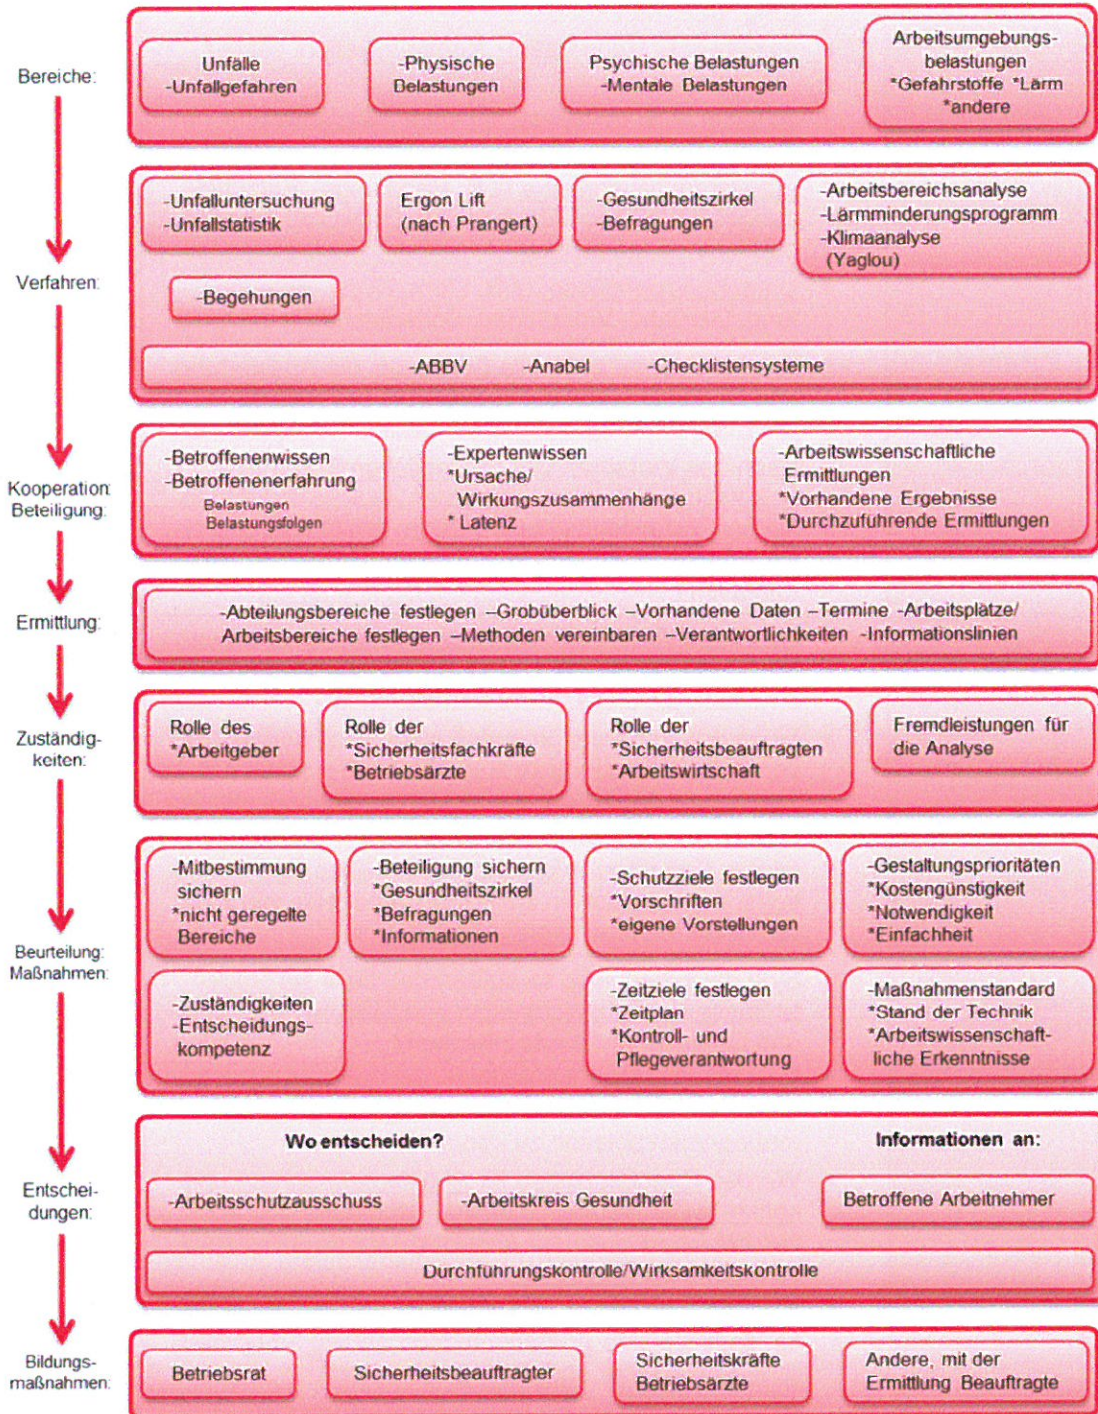 Bereiche:
Unfälle
-Unfallgefahren
-Physische
Belastungen
Psychische Belastungen
-Mentale Belastungen
Arbeitsumgebungs-
belastungen
*Gefahrstoffe *Lärm
*andere
Verfahren:
-Unfalluntersuchung
-Unfallstatistik
Ergon Lift
(nach Prangert)
-Gesundheitszirkel
-Befragungen
-Arbeitsbereichsanalyse
-Lärmminderungsprogramm
-Klimaanalyse
(Yaglou)
-Begehungen
-ABBV -Anabel -Checklistensysteme
Kooperation:
Beteiligung:
-Betroffenenwissen
-Betroffenenerfahrung
Belastungen
Belastungsfolgen
-Expertenwissen
*Ursache/
Wirkungszusammenhänge
* Latenz
-Arbeitswissenschaftliche
Ermittlungen
*Vorhandene Ergebnisse
*Durchzuführende Ermittlungen
Ermittlung:
-Abteilungsbereiche festlegen –Grobüberblick –Vorhandene Daten –Termine -Arbeitsplätze/
Arbeitsbereiche festlegen –Methoden vereinbaren –Verantwortlichkeiten -Informationslinien
Zuständig-
keiten:
Rolle des
*Arbeitgeber
Rolle der
*Sicherheitsfachkräfte
*Betriebsärzte
Rolle der
*Sicherheitsbeauftragten
*Arbeitswirtschaft
Fremdleistungen für
die Analyse
Beurteilung:
Maßnahmen:
-Mitbestimmung
sichern
*nicht geregelte
Bereiche
-Beteiligung sichern
*Gesundheitszirkel
*Befragungen
*Informationen
-Schutzziele festlegen
*Vorschriften
*eigene Vorstellungen
-Gestaltungsprioritäten
*Kostengünstigkeit
*Notwendigkeit
*Einfachheit
-Zuständigkeiten
-Entscheidungs-
kompetenz
-Zeitziele festlegen
*Zeitplan
*Kontroll- und
Pflegeverantwortung
-Maßnahmenstandard
*Stand der Technik
*Arbeitswissenschaft-
liche Erkenntnisse
Entschei-
dungen:
Wo entscheiden?
Informationen an:
-Arbeitsschutzausschuss
-Arbeitskreis Gesundheit
Betroffene Arbeitnehmer
Durchführungskontrolle/Wirksamkeitskontrolle
Bildungs-
maßnahmen:
Betriebsrat
Sicherheitsbeauftragter
Sicherheitskräfte
Betriebsärzte
Andere, mit der
Ermittlung Beauftragte